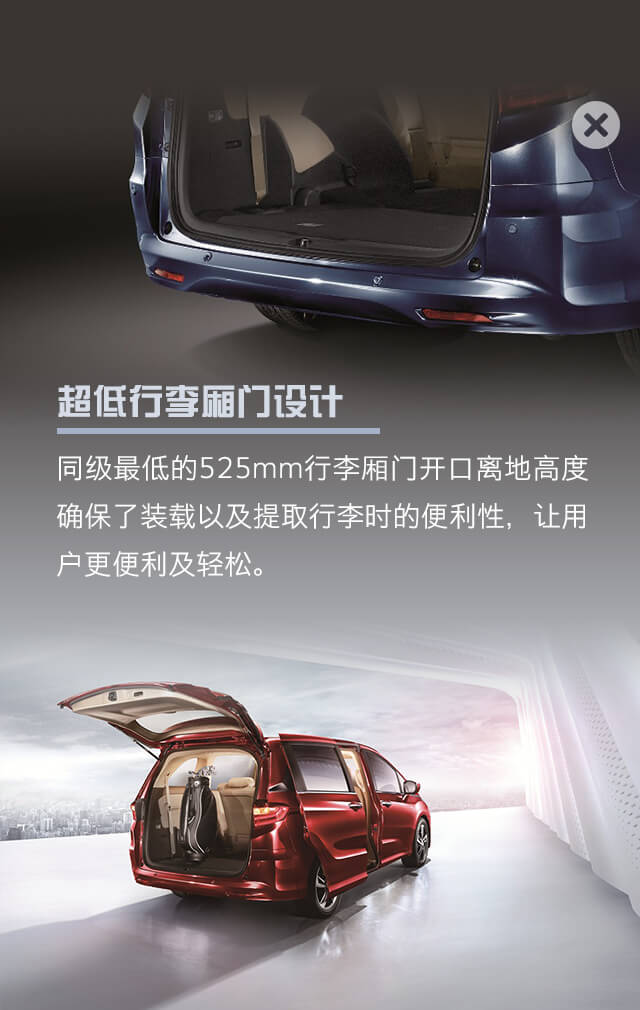 超低行李厢门设计
同级最低的525mm行李厢门开口离地高度
确保了装载以及提取行李时的便利性，让用
户更便利及轻松。